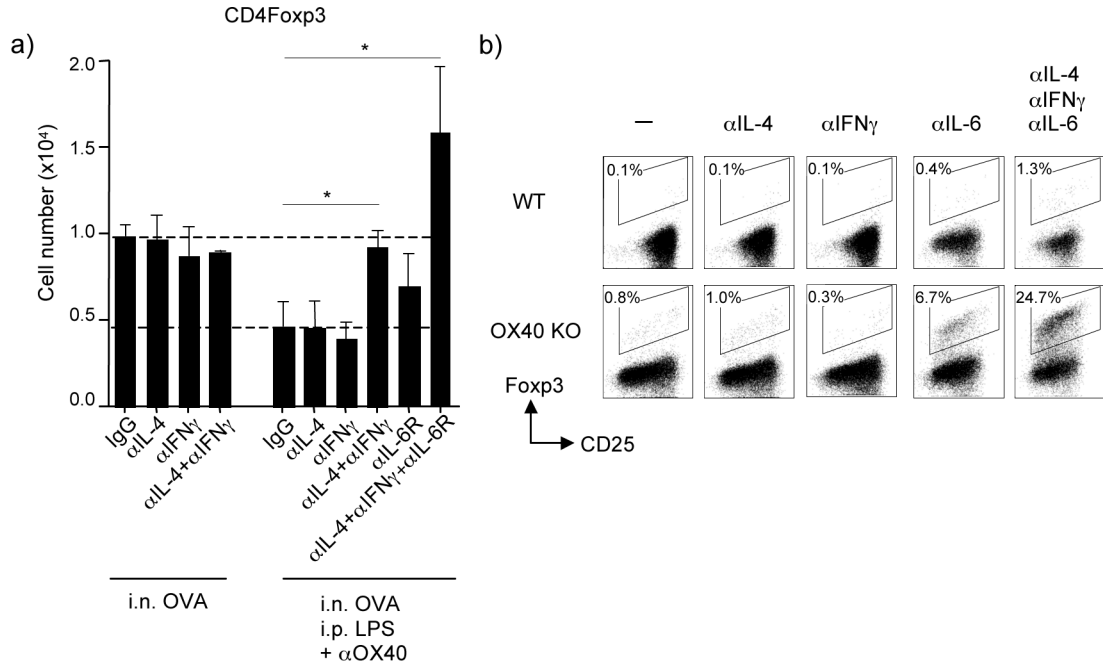 CD4Foxp3
a)
Cell number (x10⁴)
2.0
1.5
1.0
0.5
0.0
*
*
IgG
αIL-4
αIFNγ
αIL-4+αIFNγ
IgG
αIL-4
αIFNγ
αIL-4+αIFNγ
αIL-6R
αIL-4+αIFNγ+αIL-6R
i.n. OVA
i.n. OVA
i.p. LPS
+ αOX40
b)
–
αIL-4
αIFNγ
αIL-6
αIL-4
αIFNγ
αIL-6
WT
0.1%
0.1%
0.1%
0.4%
1.3%
OX40 KO
0.8%
1.0%
0.3%
6.7%
24.7%
Foxp3
CD25